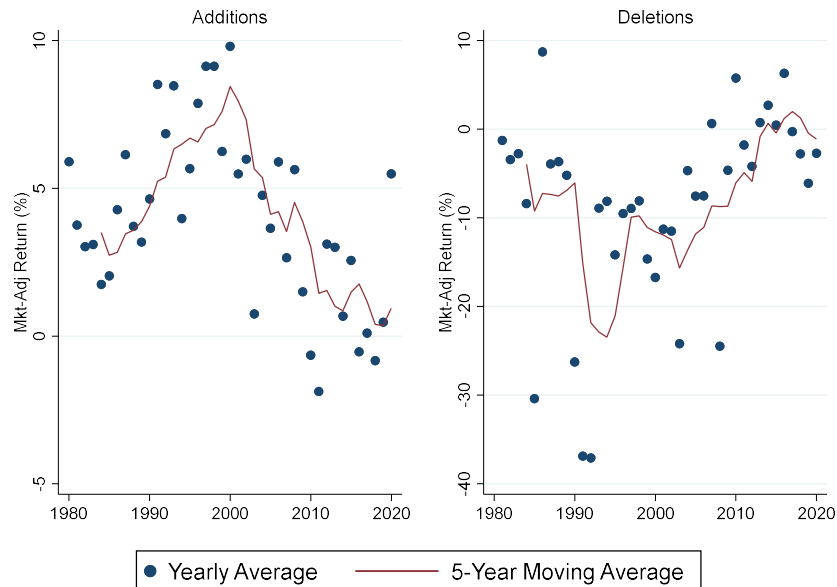 Additions
Mkt-Adj Return (%)
10
5
0
-5
1980 1990 2000 2010 2020
Deletions
Mkt-Adj Return (%)
10
0
-10
-20
-30
-40
1980 1990 2000 2010 2020
Yearly Average 5-Year Moving Average